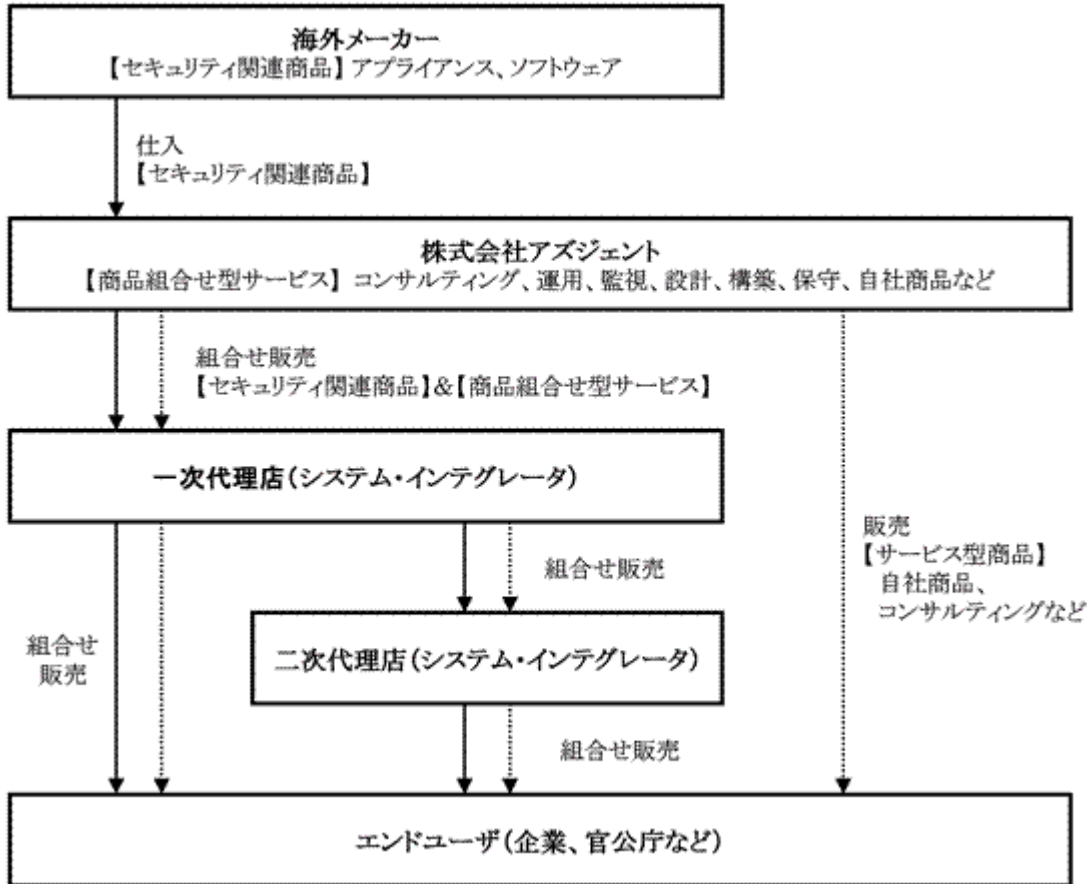 海外メーカー
【セキュリティ関連商品】アプライアンス、ソフトウェア
仕入
【セキュリティ関連商品】
株式会社アズジェント
【商品組合せ型サービス】 コンサルティング、運用、監視、設計、構築、保守、自社商品など
組合せ販売
【セキュリティ関連商品】&【商品組合せ型サービス】
一次代理店(システム・インテグレータ)
販売
【サービス型商品】
自社商品、
コンサルティングなど
組合せ販売
組合せ
販売
二次代理店(システム・インテグレータ)
組合せ販売
エンドユーザ(企業、官公庁など)